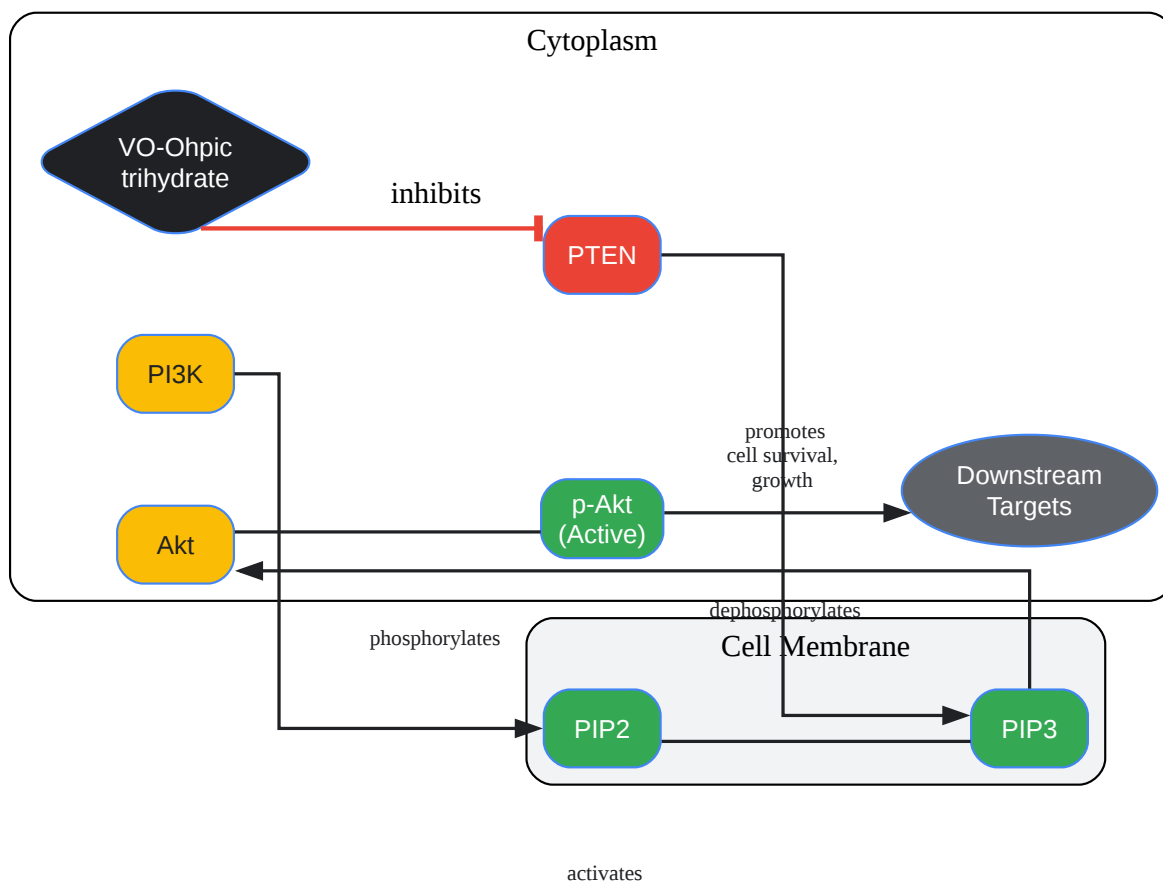 Cytoplasm
VO-Ohpic
trihydrate
inhibits
PTEN
PI3K
promotes
cell survival,
growth
Downstream
Targets
p-Akt
(Active)
Akt
dephosphorylates
phosphorylates
Cell Membrane
PIP2
PIP3
activates